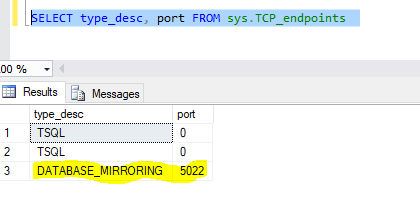 SELECT type_desc, port FROM sys.TCP_endpoints
00 %
Results Messages
type_desc port
1 TSQL 0
2 TSQL 0
3 DATABASE_MIRRORING 5022